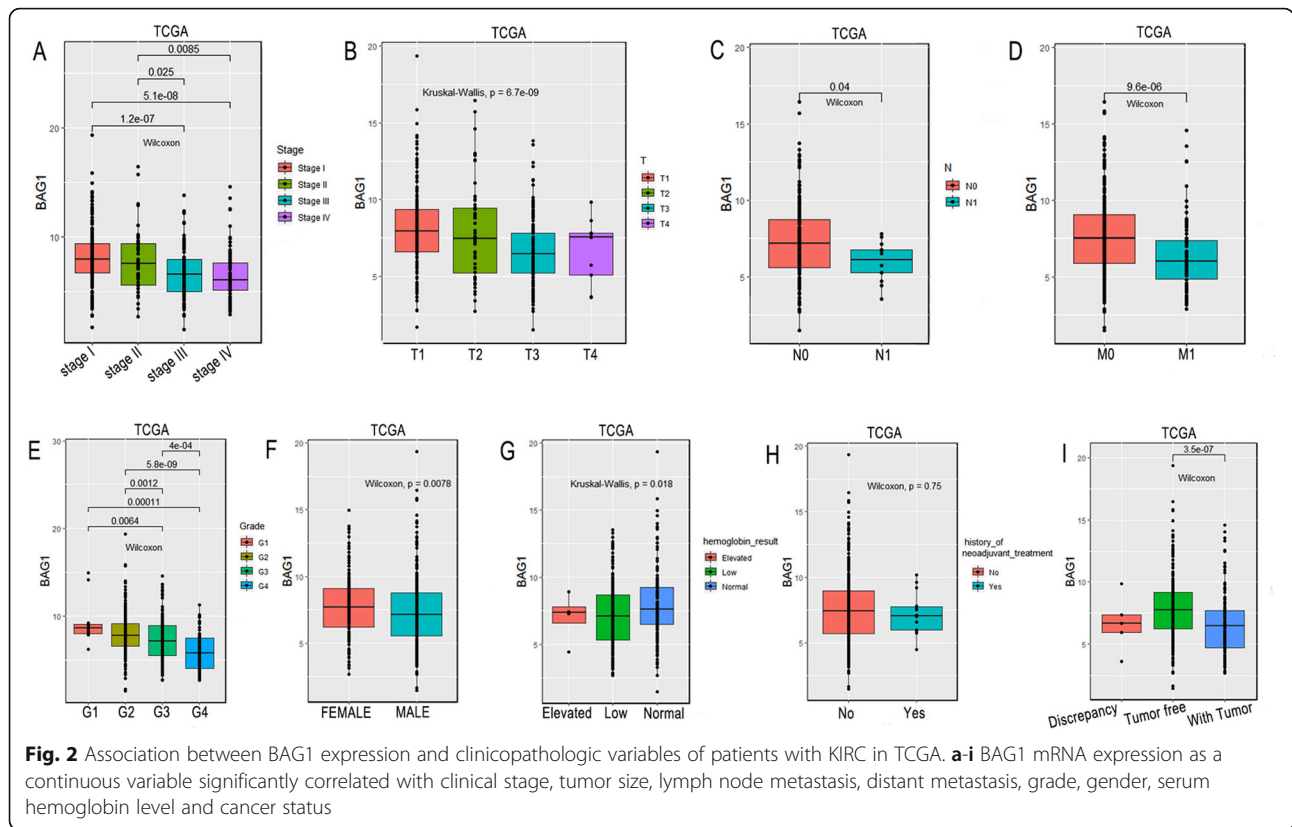 A
TCGA
0.0085
0.025
5.1e-08
1.2e-07
Wilcoxon
20
10
BAG1
Stage
Stage I
Stage II
Stage III
Stage IV
stage I
stage II
stage III
stage IV
B
TCGA
Kruskal-Wallis, p = 6.7e-09
20
15
10
5
BAG1
T
T1
T2
T3
T4
T1 T2 T3 T4
C
TCGA
0.04
Wilcoxon
20
15
10
5
BAG1
N
N0
N1
N0 N1
D
TCGA
9.6e-06
Wilcoxon
20
15
10
5
BAG1
M0 M1
E
TCGA
4e-04
5.8e-09
0.0012
0.00011
0.0064
Wilcoxon
30
20
10
BAG1
Grade
G1
G2
G3
G4
G1 G2 G3 G4
F
TCGA
Wilcoxon, p = 0.0078
20
15
10
5
BAG1
FEMALE MALE
G
TCGA
Kruskal-Wallis, p = 0.018
20
15
10
5
BAG1
hemoglobin_result
Elevated
Low
Normal
Elevated Low Normal
H
TCGA
Wilcoxon, p = 0.75
20
15
10
5
BAG1
history_of
neoadjuvant_treatment
No
Yes
No Yes
I
TCGA
3.5e-07
Wilcoxon
20
15
10
5
BAG1
Discrepancy Tumor free With Tumor
Fig. 2 Association between BAG1 expression and clinicopathologic variables of patients with KIRC in TCGA. a-i BAG1 mRNA expression as a
continuous variable significantly correlated with clinical stage, tumor size, lymph node metastasis, distant metastasis, grade, gender, serum
hemoglobin level and cancer status